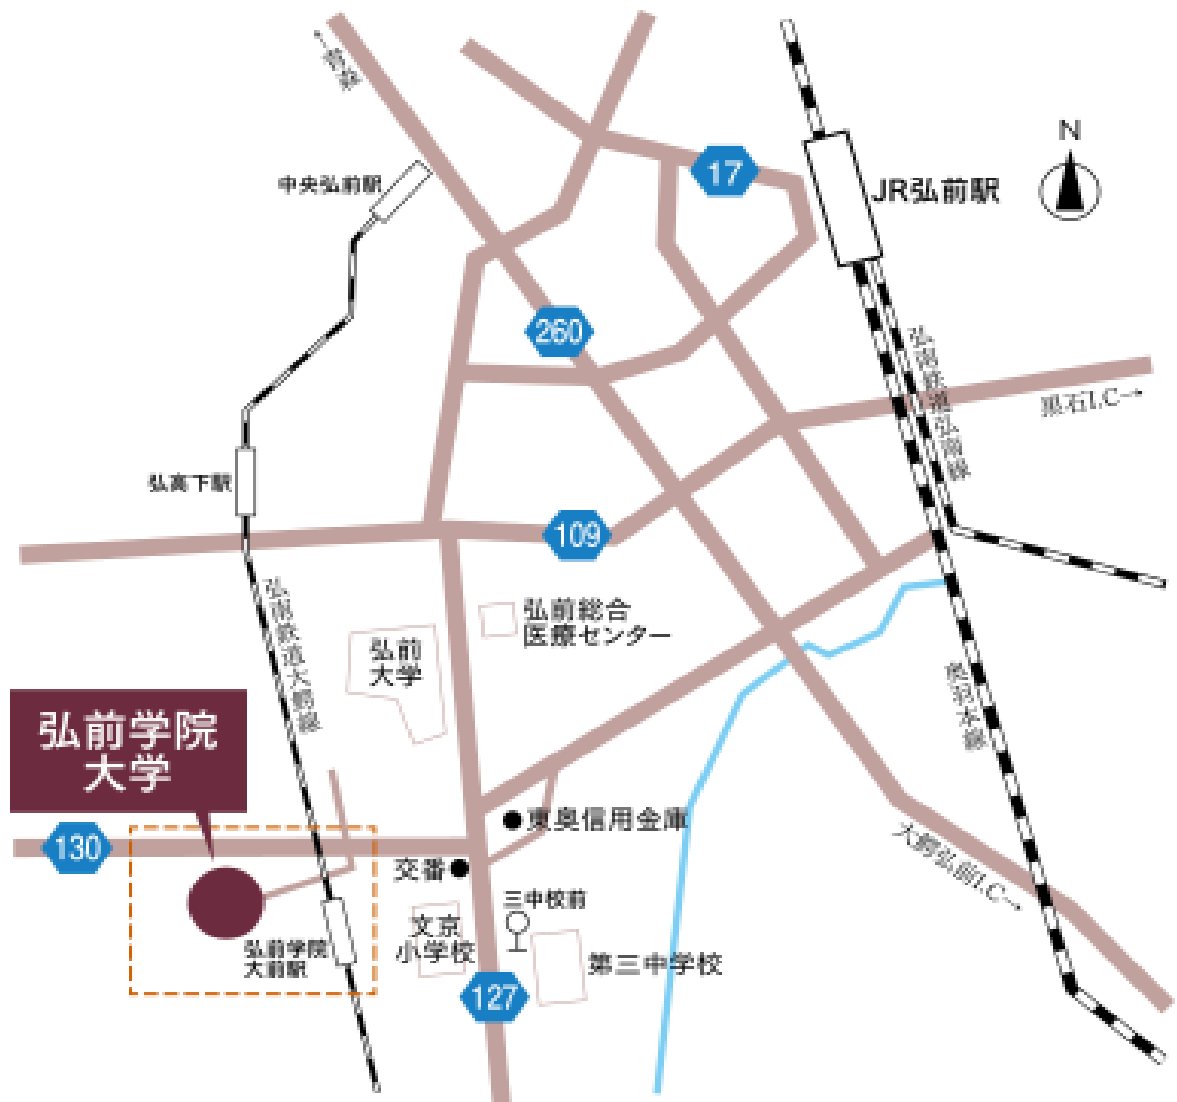 ←青森
N
17
中央弘前駅
JR弘前駅
260
弘南鉄道弘南線
黒石I.C→
弘高下駅
109
弘南鉄道大鰐線
弘前総合
医療センター
弘前
大学
奥羽本線
弘前学院
大学
東奥信用金庫
130
大鰐弘前I.C→
交番
三中校前
文京
小学校
弘前学院
大前駅
第三中学校
127